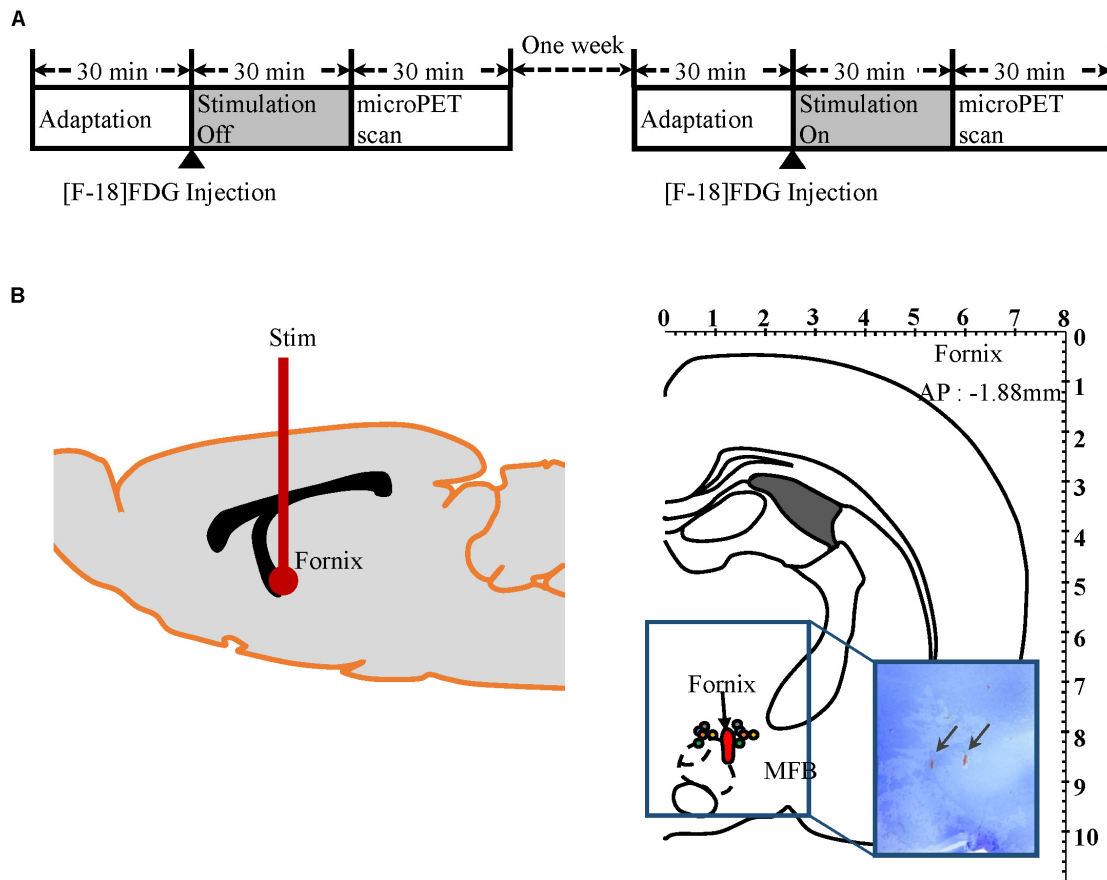 A
30 min 30 min 30 min One week 30 min 30 min 30 min
Adaptation
Stimulation
Off
microPET
scan
Adaptation
Stimulation
On
microPET
scan
[F-18]FDG Injection
[F-18]FDG Injection
B
Stim
Fornix
0 1 2 3 4 5 6 7 8
Fornix
AP : -1.88mm
0
1
2
3
4
5
6
7
8
9
10
Fornix
MFB